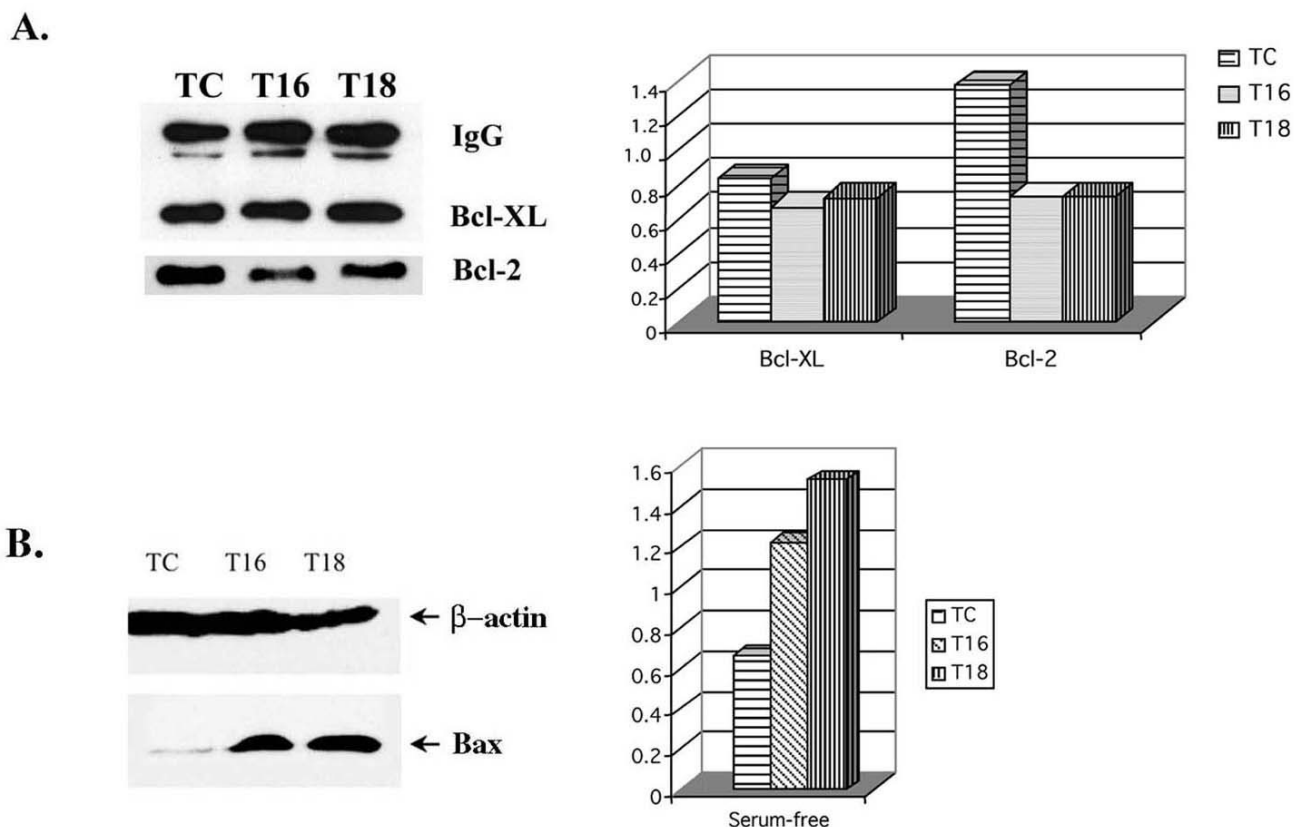 A.
TC T16 T18
IgG
Bcl-XL
Bcl-2
1.4
1.2
1.0
0.8
0.6
0.4
0.2
0
Bcl-XL Bcl-2
TC
T16
T18
B.
TC T16 T18
β–actin
Bax
1.6
1.4
1.2
1
0.8
0.6
0.4
0.2
0
Serum-free
TC
T16
T18